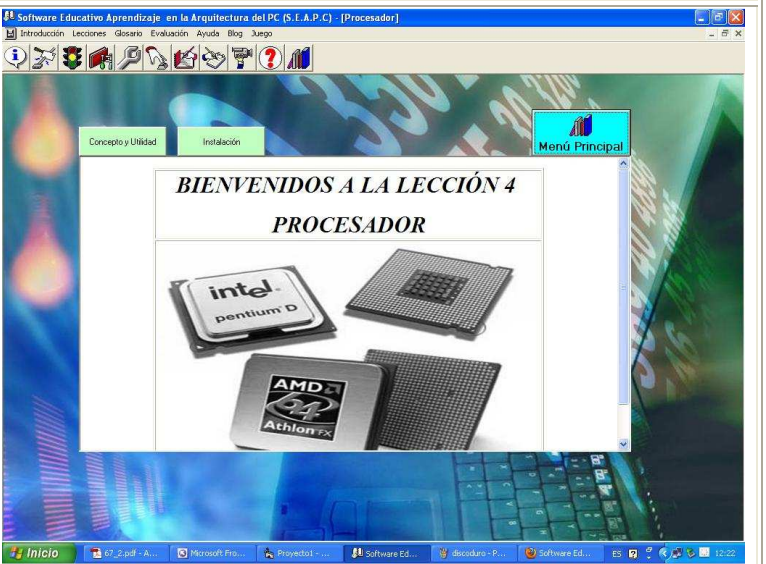 Software Educativo Aprendizaje en la Arquitectura del PC (S.E.A.P.C) - [Procesador]
Introducción Lecciones Glosario Evaluación Ayuda Blog Juego
Concepto y Utilidad
Instalación
Menú Principal
BIENVENIDOS A LA LECCIÓN 4
PROCESADOR
intel.
pentium D
AMD
64
Athlon FX
Inicio
67_2.pdf - A...
Microsoft Fro...
Proyecto1 - ...
Software Ed...
discoduro - P...
Software Ed...
ES
12:22